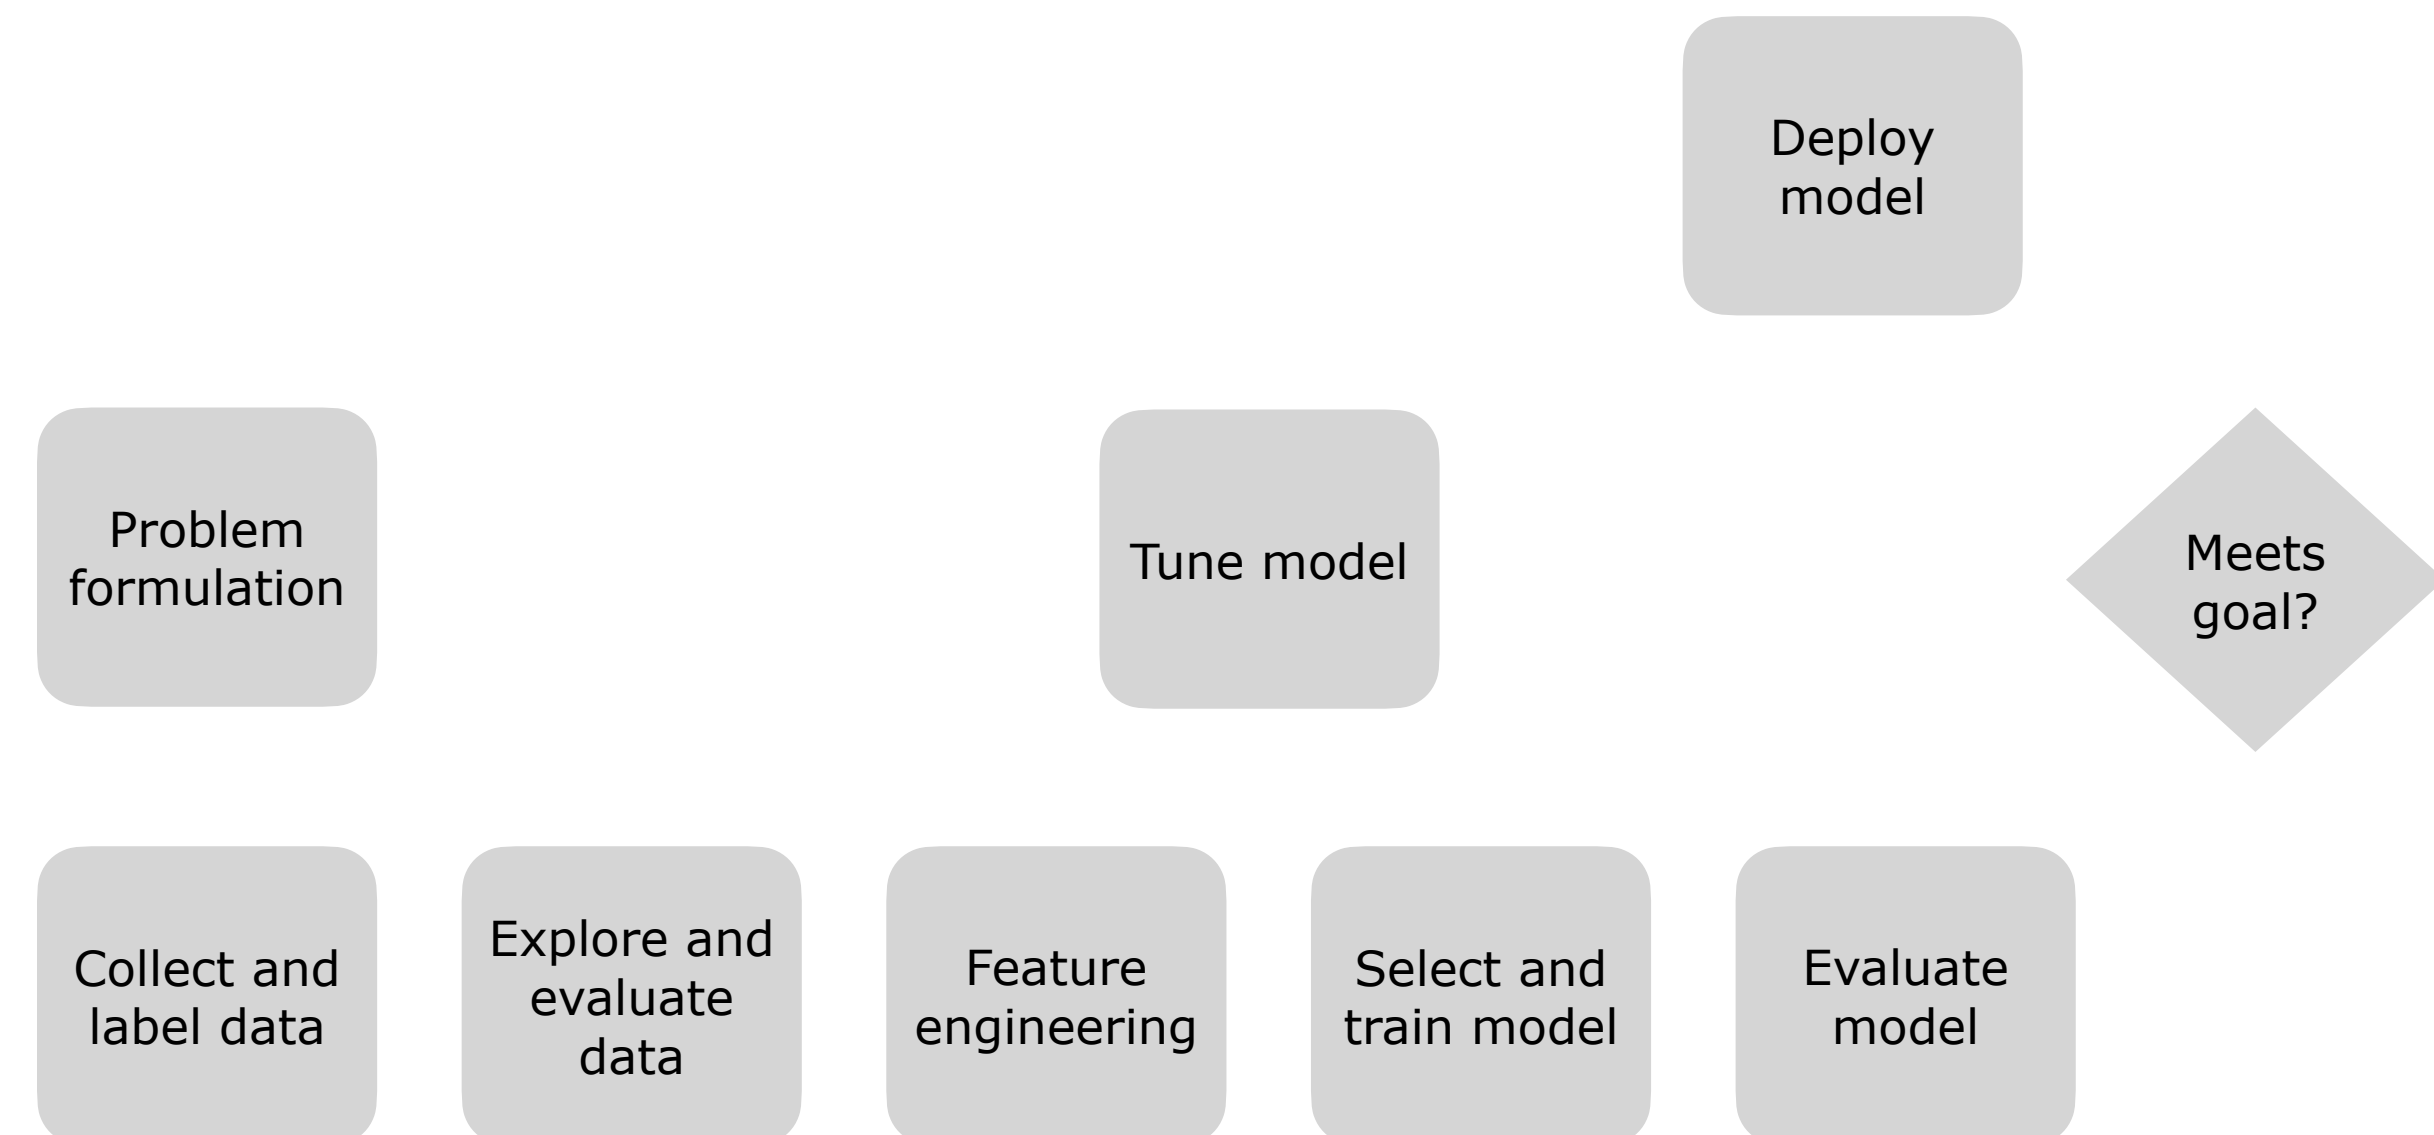 Deploy
model
Problem
formulation
Tune model
Meets
goal?
Collect and
label data
Explore and
evaluate
data
Feature
engineering
Select and
train model
Evaluate
model